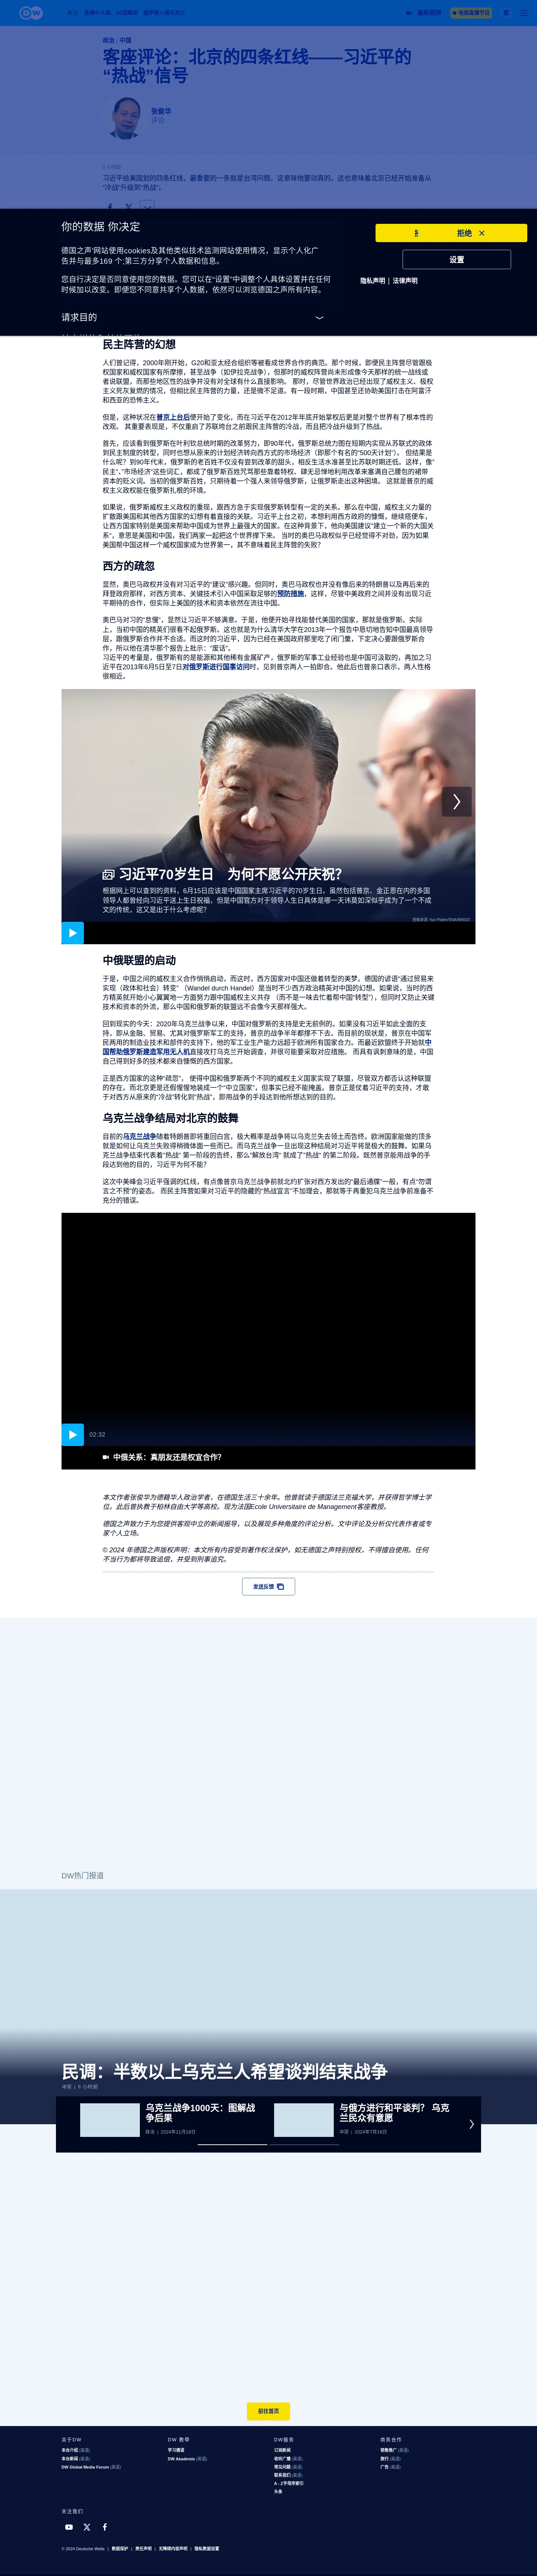 DW
最新视频
在线直播节目
政治 | 中国
客座评论：北京的四条红线——习近平的
“热战”信号
张俊华
评论
习近平给美国划的四条红线，最重要的一条就是台湾问题。这意味他要动真的。这也意味着北京已经开始准备从
“冷战”升级到“热战”。
你的数据 你决定
德国之声'网站使用cookies及其他类似技术监测网站使用情况，显示个人化广
告并与最多169 个;第三方分享个人数据和信息。
您自行决定是否同意使用您的数据。您可以在“设置”中调整个人具体设置并在任何
时候加以改变。即便您不同意共享个人数据，依然可以浏览德国之声所有内容。
请求目的
拒绝
设置
隐私声明 | 法律声明
民主阵营的幻想
人们曾记得，2000年刚开始，G20和亚太经合组织等被看成世界合作的典范。那个时候，即便民主阵营尽管跟极
权国家和威权国家有所摩擦，甚至战争（如伊拉克战争），但那时的威权阵营尚未形成像今天那样的统一战线或
者说联盟，而那些地区性的战争并没有对全球有什么直接影响。 那时，尽管世界政治已经出现了威权主义、极权
主义死灰复燃的情况，但相比民主阵营的力量，还是微不足道。有一段时期，中国甚至还协助美国打击在阿富汗
和西亚的恐怖主义。
但是，这种状况在普京上台后便开始了变化，而在习近平在2012年年底开始掌权后更是对整个世界有了根本性的
改观。 其重要表现是，不仅重启了苏联垮台之前跟民主阵营的冷战，而且把冷战升级到了热战。
首先，应该看到俄罗斯在叶利钦总统时期的改革努力，即90年代，俄罗斯总统力图在短期内实现从苏联式的政体
到民主制度的转型，同时也想从原来的计划经济转向西方式的市场经济（即那个有名的“500天计划”）。 但结果是
什么呢？到90年代末，俄罗斯的老百姓不仅没有尝到改革的甜头，相反生活水准甚至比苏联时期还低。这样，像“
民主”、“市场经济”这些词汇，都成了俄罗斯百姓咒骂那些靠着特权、肆无忌惮地利用改革来塞满自己腰包的裙带
资本的贬义词。当初的俄罗斯百姓，只期待着一个强人来领导俄罗斯，让俄罗斯走出这种困境。 这就是普京的威
权主义政权能在俄罗斯扎根的环境。
如果说，俄罗斯威权主义政权的重现，跟西方急于实现俄罗斯转型有一定的关系。那么在中国，威权主义力量的
扩散跟美国和其他西方国家的幻想有着直接的关联。习近平上台之初，本想利用西方政府的慷慨，继续搭便车，
让西方国家特别是美国来帮助中国成为世界上最强大的国家。在这种背景下，他向美国建议“建立一个新的大国关
系”，意思是美国和中国，我们两家一起把这个世界撑下来。 当时的奥巴马政权似乎已经觉得不对劲，因为如果
美国帮中国这样一个威权国家成为世界第一，其不意味着民主阵营的失败？
西方的疏忽
显然，奥巴马政权并没有对习近平的“建议”感兴趣。但同时，奥巴马政权也并没有像后来的特朗普以及再后来的
拜登政府那样，对西方资本、关键技术引入中国采取足够的预防措施，这样，尽管中美政府之间并没有出现习近
平期待的合作，但实际上美国的技术和资本依然在流往中国。
奥巴马对习的“怠慢”，显然让习近平不够满意。于是，他便开始寻找能替代美国的国家，那就是俄罗斯。实际
上，当初中国的精英们很看不起俄罗斯。这也就是为什么清华大学在2013年一个报告中恳切地告知中国最高领导
层，跟俄罗斯合作并不合适。而这时的习近平，因为已经在美国政府那里吃了闭门羹，下定决心要跟俄罗斯合
作，所以他在清华那个报告上批示：“废话”。
习近平的考量是，俄罗斯有的是能源和其他稀有金属矿产，俄罗斯的军事工业经验也是中国可汲取的，再加之习
近平在2013年6月5日至7日对俄罗斯进行国事访问时，见到普京两人一拍即合。他此后也曾亲口表示，两人性格
很相近。
习近平70岁生日 为何不愿公开庆祝？
根据网上可以查到的资料，6月15日应该是中国国家主席习近平的70岁生日。虽然包括普京、金正恩在内的多国
领导人都曾在同一天向习近平送上生日祝福，但是中国官方对于领导人生日具体是哪一天讳莫如深似乎成为了一个不成
文的传统，这又是出于什么考虑呢？
中俄联盟的启动
于是，中国之间的威权主义合作悄悄启动，而这时，西方国家对中国还做着转型的美梦。德国的谚语“通过贸易来
实现（政体和社会）转变” （Wandel durch Handel）是当时不少西方政治精英对中国的幻想。如果说，当时的西
方精英就开始小心翼翼地一方面努力跟中国威权主义共存 （而不是一味去忙着帮中国“转型”），但同时又防止关键
技术和资本的外流，那么中国和俄罗斯的联盟远不会像今天那样强大。
回到现实的今天：2020年乌克兰战争以来，中国对俄罗斯的支持是史无前例的。如果没有习近平如此全面的支
持，即从金融、贸易、尤其对俄罗斯军工的支持，普京的战争半年都撑不下去。而目前的现状是，普京在中国军
民两用的制造业技术和部件的支持下，他的军工业生产能力远超于欧洲所有国家合力。而最近欧盟终于开始就中
国帮助俄罗斯建造军用无人机直接攻打乌克兰开始调查，并很可能要采取对应措施。 而具有讽刺意味的是，中国
自己得到好多的技术都来自慷慨的西方国家。
正是西方国家的这种“疏忽”， 使得中国和俄罗斯两个不同的威权主义国家实现了联盟，尽管双方都否认这种联盟
的存在。而北京更是还假惺惺地装成一个“中立国家”，但事实已经不能掩盖。普京正是仗着习近平的支持，才敢
于对西方从原来的“冷战”转化到“热战”，即用战争的手段达到他所想达到的目的。
乌克兰战争结局对北京的鼓舞
目前的乌克兰战争随着特朗普即将重回白宫，极大概率是战争将以乌克兰失去领土而告终。欧洲国家能做的顶多
就是如何让乌克兰失败得稍微体面一些而已。而乌克兰战争一旦出现这种结局对习近平将是极大的鼓舞。如果乌
克兰战争结束代表着“热战” 第一阶段的告终，那么“解放台湾” 就成了“热战” 的第二阶段。既然普京能用战争的手
段达到他的目的，习近平为何不能？
这次中美峰会习近平强调的红线，有点像普京乌克兰战争前就北约扩张对西方发出的“最后通牒”一般，有点“勿谓
言之不预”的姿态。 而民主阵营如果对习近平的隐藏的“热战宣言”不加理会，那就等于再重犯乌克兰战争前准备不
充分的错误。
02:32
中俄关系：真朋友还是权宜合作？
本文作者张俊华为德籍华人政治学者，在德国生活三十余年。他曾就读于德国法兰克福大学，并获得哲学博士学
位。此后曾执教于柏林自由大学等高校。现为法国Ecole Universitaire de Management客座教授。
德国之声致力于为您提供客观中立的新闻报导，以及展现多种角度的评论分析。文中评论及分析仅代表作者或专
家个人立场。
© 2024 年德国之声版权声明：本文所有内容受到著作权法保护，如无德国之声特别授权，不得擅自使用。任何
不当行为都将导致追偿，并受到刑事追究。
发送反馈
DW热门报道
民调：半数以上乌克兰人希望谈判结束战争
冲突 | 6 小时前
乌克兰战争1000天：图解战
争后果
政治 | 2024年11月19日
与俄方进行和平谈判？ 乌克
兰民众有意愿
冲突 | 2024年7月18日
前往首页
关于DW
本台介绍 (英语)
本台新闻 (英语)
DW Global Media Forum (英语)
DW 教学
学习德语
DW Akademie (英语)
DW服务
订阅新闻
收听广播 (英语)
常见问题 (英语)
联系我们 (英语)
A - Z字母序索引
头条
商务合作
销售推广 (英语)
旅行 (英语)
广告 (英语)
关注我们
© 2024 Deutsche Welle | 数据保护 | 责任声明 | 无障碍内容声明 | 隐私数据设置